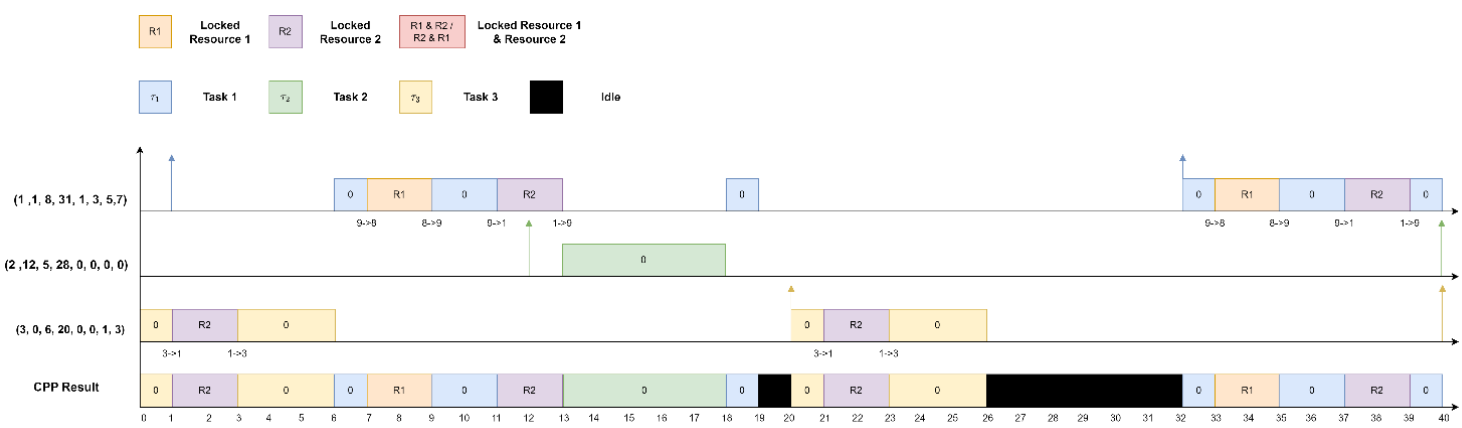 R1 Locked Resource 1 R2 Locked Resource 2 R1 & R2 / R2 & R1 Locked Resource 1 & Resource 2
τ1 Task 1 τ2 Task 2 τ3 Task 3 Idle
(1 ,1, 8, 31, 1, 3, 5,7) 0 R1 0 R2 0 0 R1 0 R2 0
9->8 8->9 0->1 1->0 9->8 8->9 0->1 1->0
(2 ,12, 5, 28, 0, 0, 0, 0) 0
(3, 0, 6, 20, 0, 0, 1, 3) 0 R2 0 0 R2 0
3->1 1->3 3->1 1->3
CPP Result 0 R2 0 0 R1 0 R2 0 0 0 R2 0 0 R1 0 R2 0
0 1 2 3 4 5 6 7 8 9 10 11 12 13 14 15 16 17 18 19 20 21 22 23 24 25 26 27 28 29 30 31 32 33 34 35 36 37 38 39 40